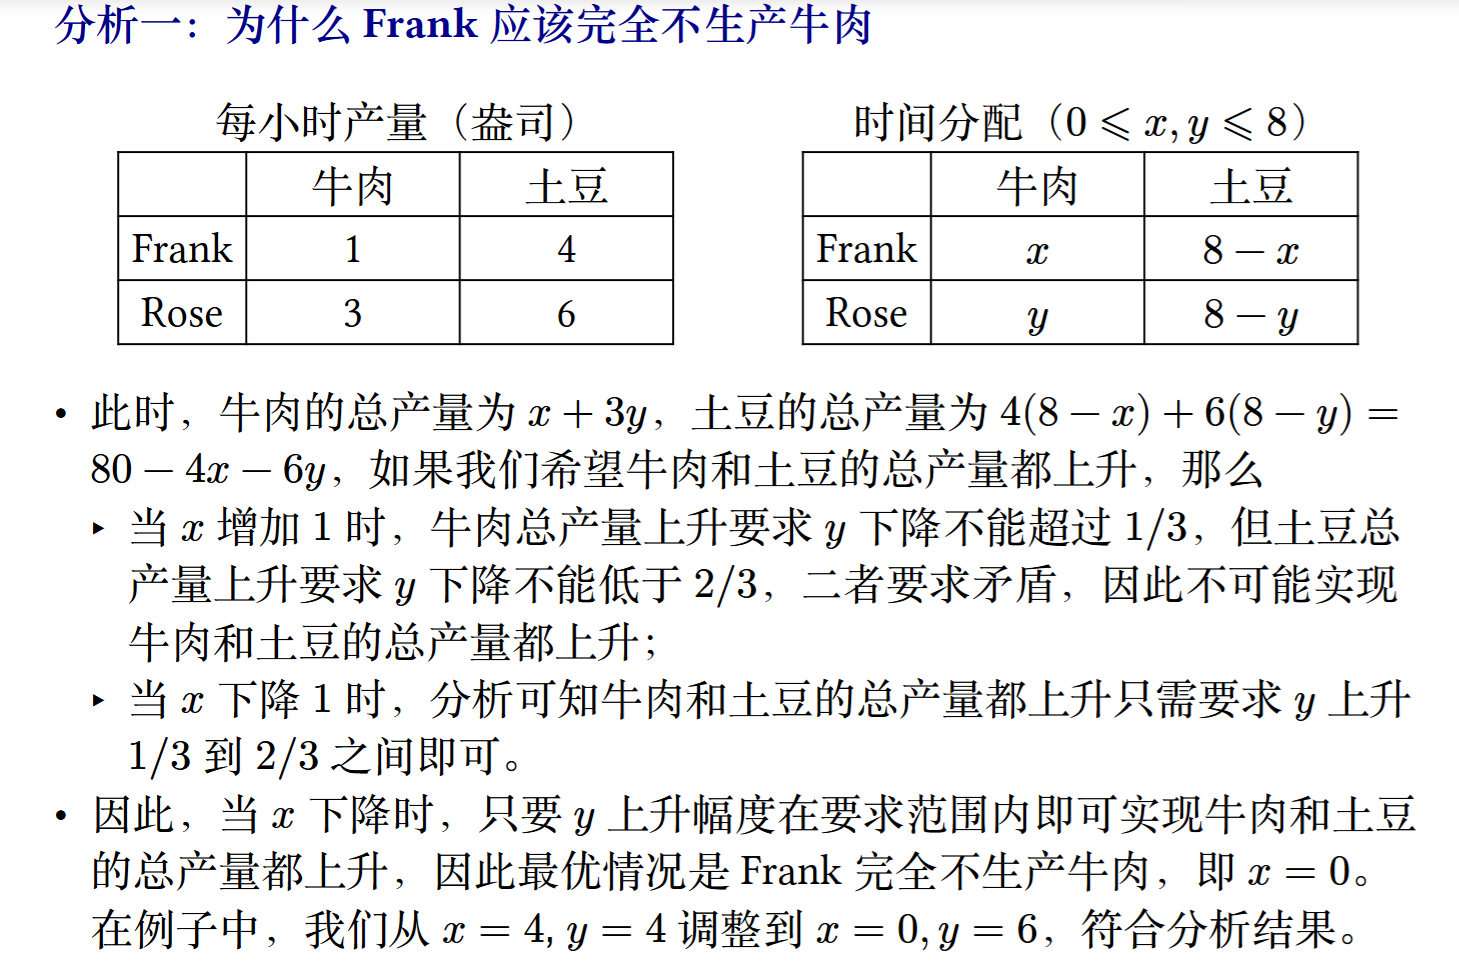 分析一：为什么 Frank 应该完全不生产牛肉
每小时产量（盎司）
牛肉 土豆
Frank 1 4
Rose 3 6
时间分配（0 ⩽ x, y ⩽ 8）
牛肉 土豆
Frank x 8 − x
Rose y 8 − y
• 此时，牛肉的总产量为 x + 3y，土豆的总产量为 4(8 − x) + 6(8 − y) =
80 − 4x − 6y，如果我们希望牛肉和土豆的总产量都上升，那么
‣ 当 x 增加 1 时，牛肉总产量上升要求 y 下降不能超过 1/3，但土豆总
产量上升要求 y 下降不能低于 2/3，二者要求矛盾，因此不可能实现
牛肉和土豆的总产量都上升；
‣ 当 x 下降 1 时，分析可知牛肉和土豆的总产量都上升只需要求 y 上升
1/3 到 2/3 之间即可。
• 因此，当 x 下降时，只要 y 上升幅度在要求范围内即可实现牛肉和土豆
的总产量都上升，因此最优情况是 Frank 完全不生产牛肉，即 x = 0。
在例子中，我们从 x = 4, y = 4 调整到 x = 0, y = 6，符合分析结果。